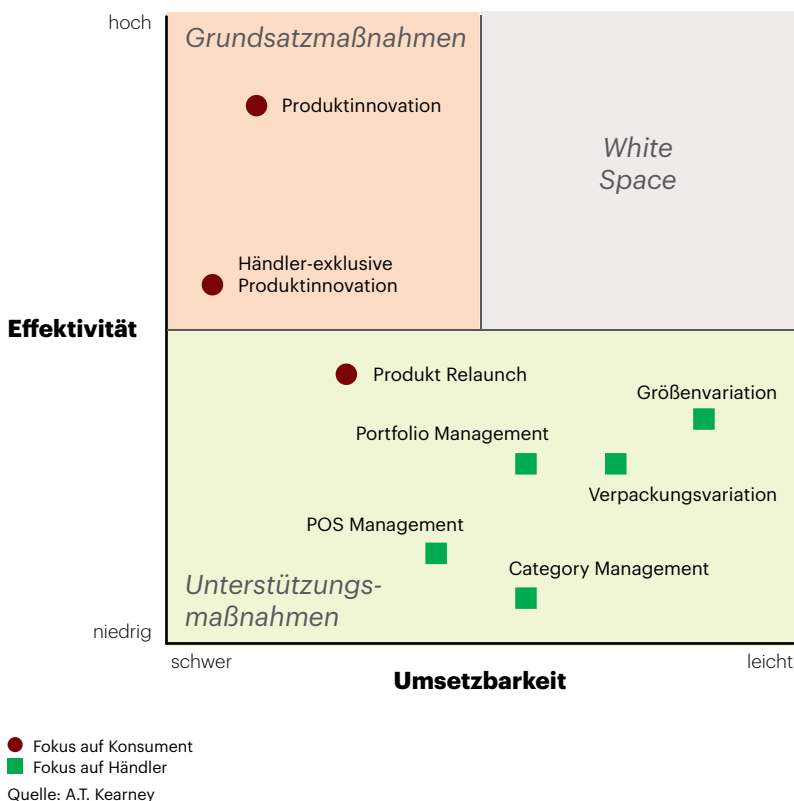 hoch
Grundsatzmaßnahmen
Produktinnovation
White
Space
Händler-exklusive
Produktinnovation
Effektivität
Produkt Relaunch
Größenvariation
Portfolio Management
Verpackungsvariation
POS Management
Category Management
Unterstützungs-
maßnahmen
niedrig
schwer
leicht
Umsetzbarkeit
Fokus auf Konsument
Fokus auf Händler
Quelle: A.T. Kearney